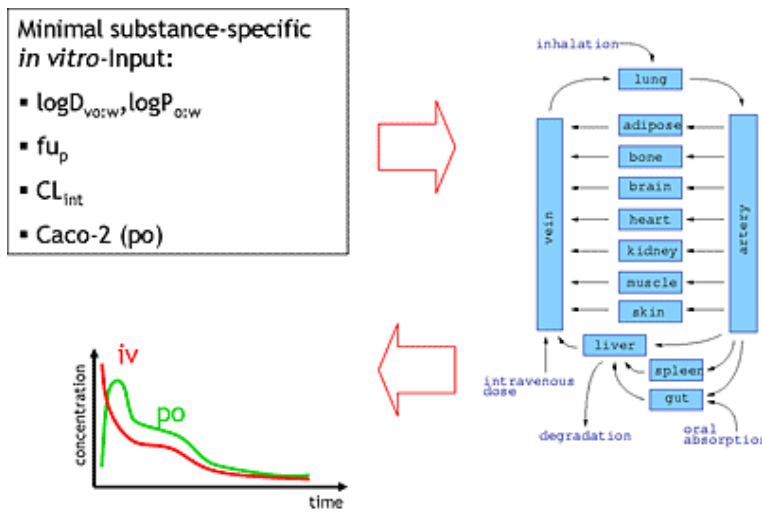 Minimal substance-specific
in vitro-Input:
▪ logD_vo:w, logP_o:w
▪ fu_p
▪ CL_int
▪ Caco-2 (po)
inhalation
lung
adipose
bone
brain
heart
kidney
muscle
skin
vein
artery
liver
spleen
gut
intravenous
dose
degradation
oral
absorption
iv
po
concentration
time